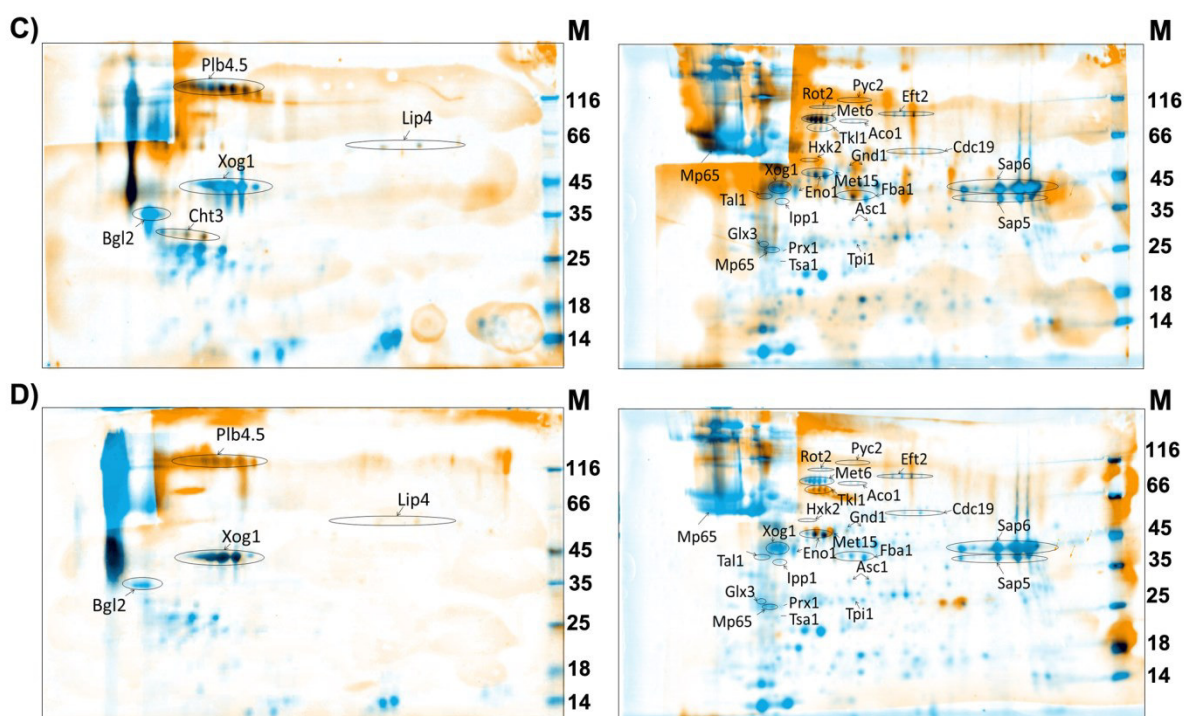 C)
M
Plb4.5
Lip4
Xog1
Cht3
Bgl2
116
66
45
35
25
18
14
M
Pyc2
Rot2
Eft2
Met6
Aco1
Tkl1
Hxk2
Gnd1
Cdc19
Mp65
Xog1
Sap6
Met15
Eno1
Fba1
Tal1
Ipp1
Asc1
Sap5
Glx3
Prx1
Tpi1
Mp65
Tsa1
116
66
45
35
25
18
14
D)
M
Plb4.5
Lip4
Xog1
Bgl2
116
66
45
35
25
18
14
M
Pyc2
Rot2
Eft2
Met6
Aco1
Tkl1
Hxk2
Gnd1
Cdc19
Mp65
Xog1
Sap6
Met15
Eno1
Fba1
Tal1
Ipp1
Asc1
Sap5
Glx3
Prx1
Tpi1
Mp65
Tsa1
116
66
45
35
25
18
14